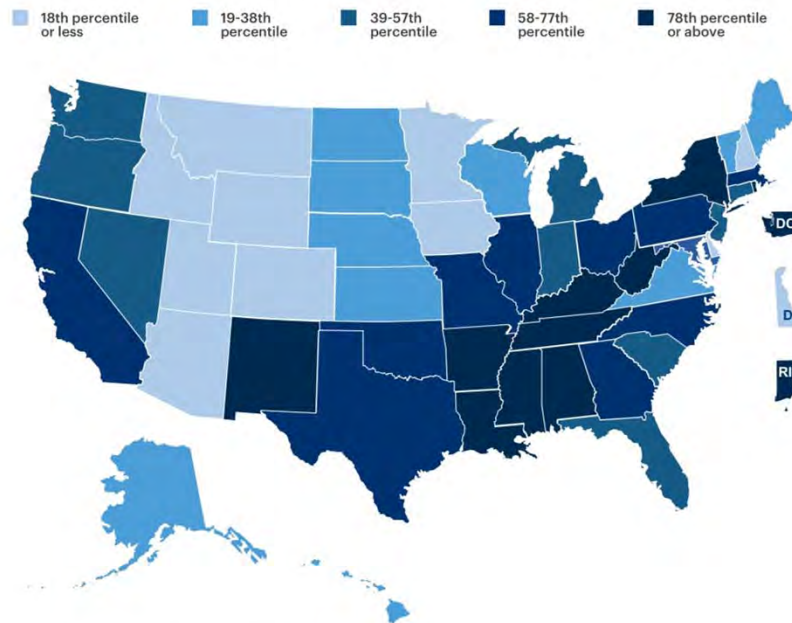 18th percentile
or less
19-38th
percentile
39-57th
percentile
58-77th
percentile
78th percentile
or above
DC
D
RI